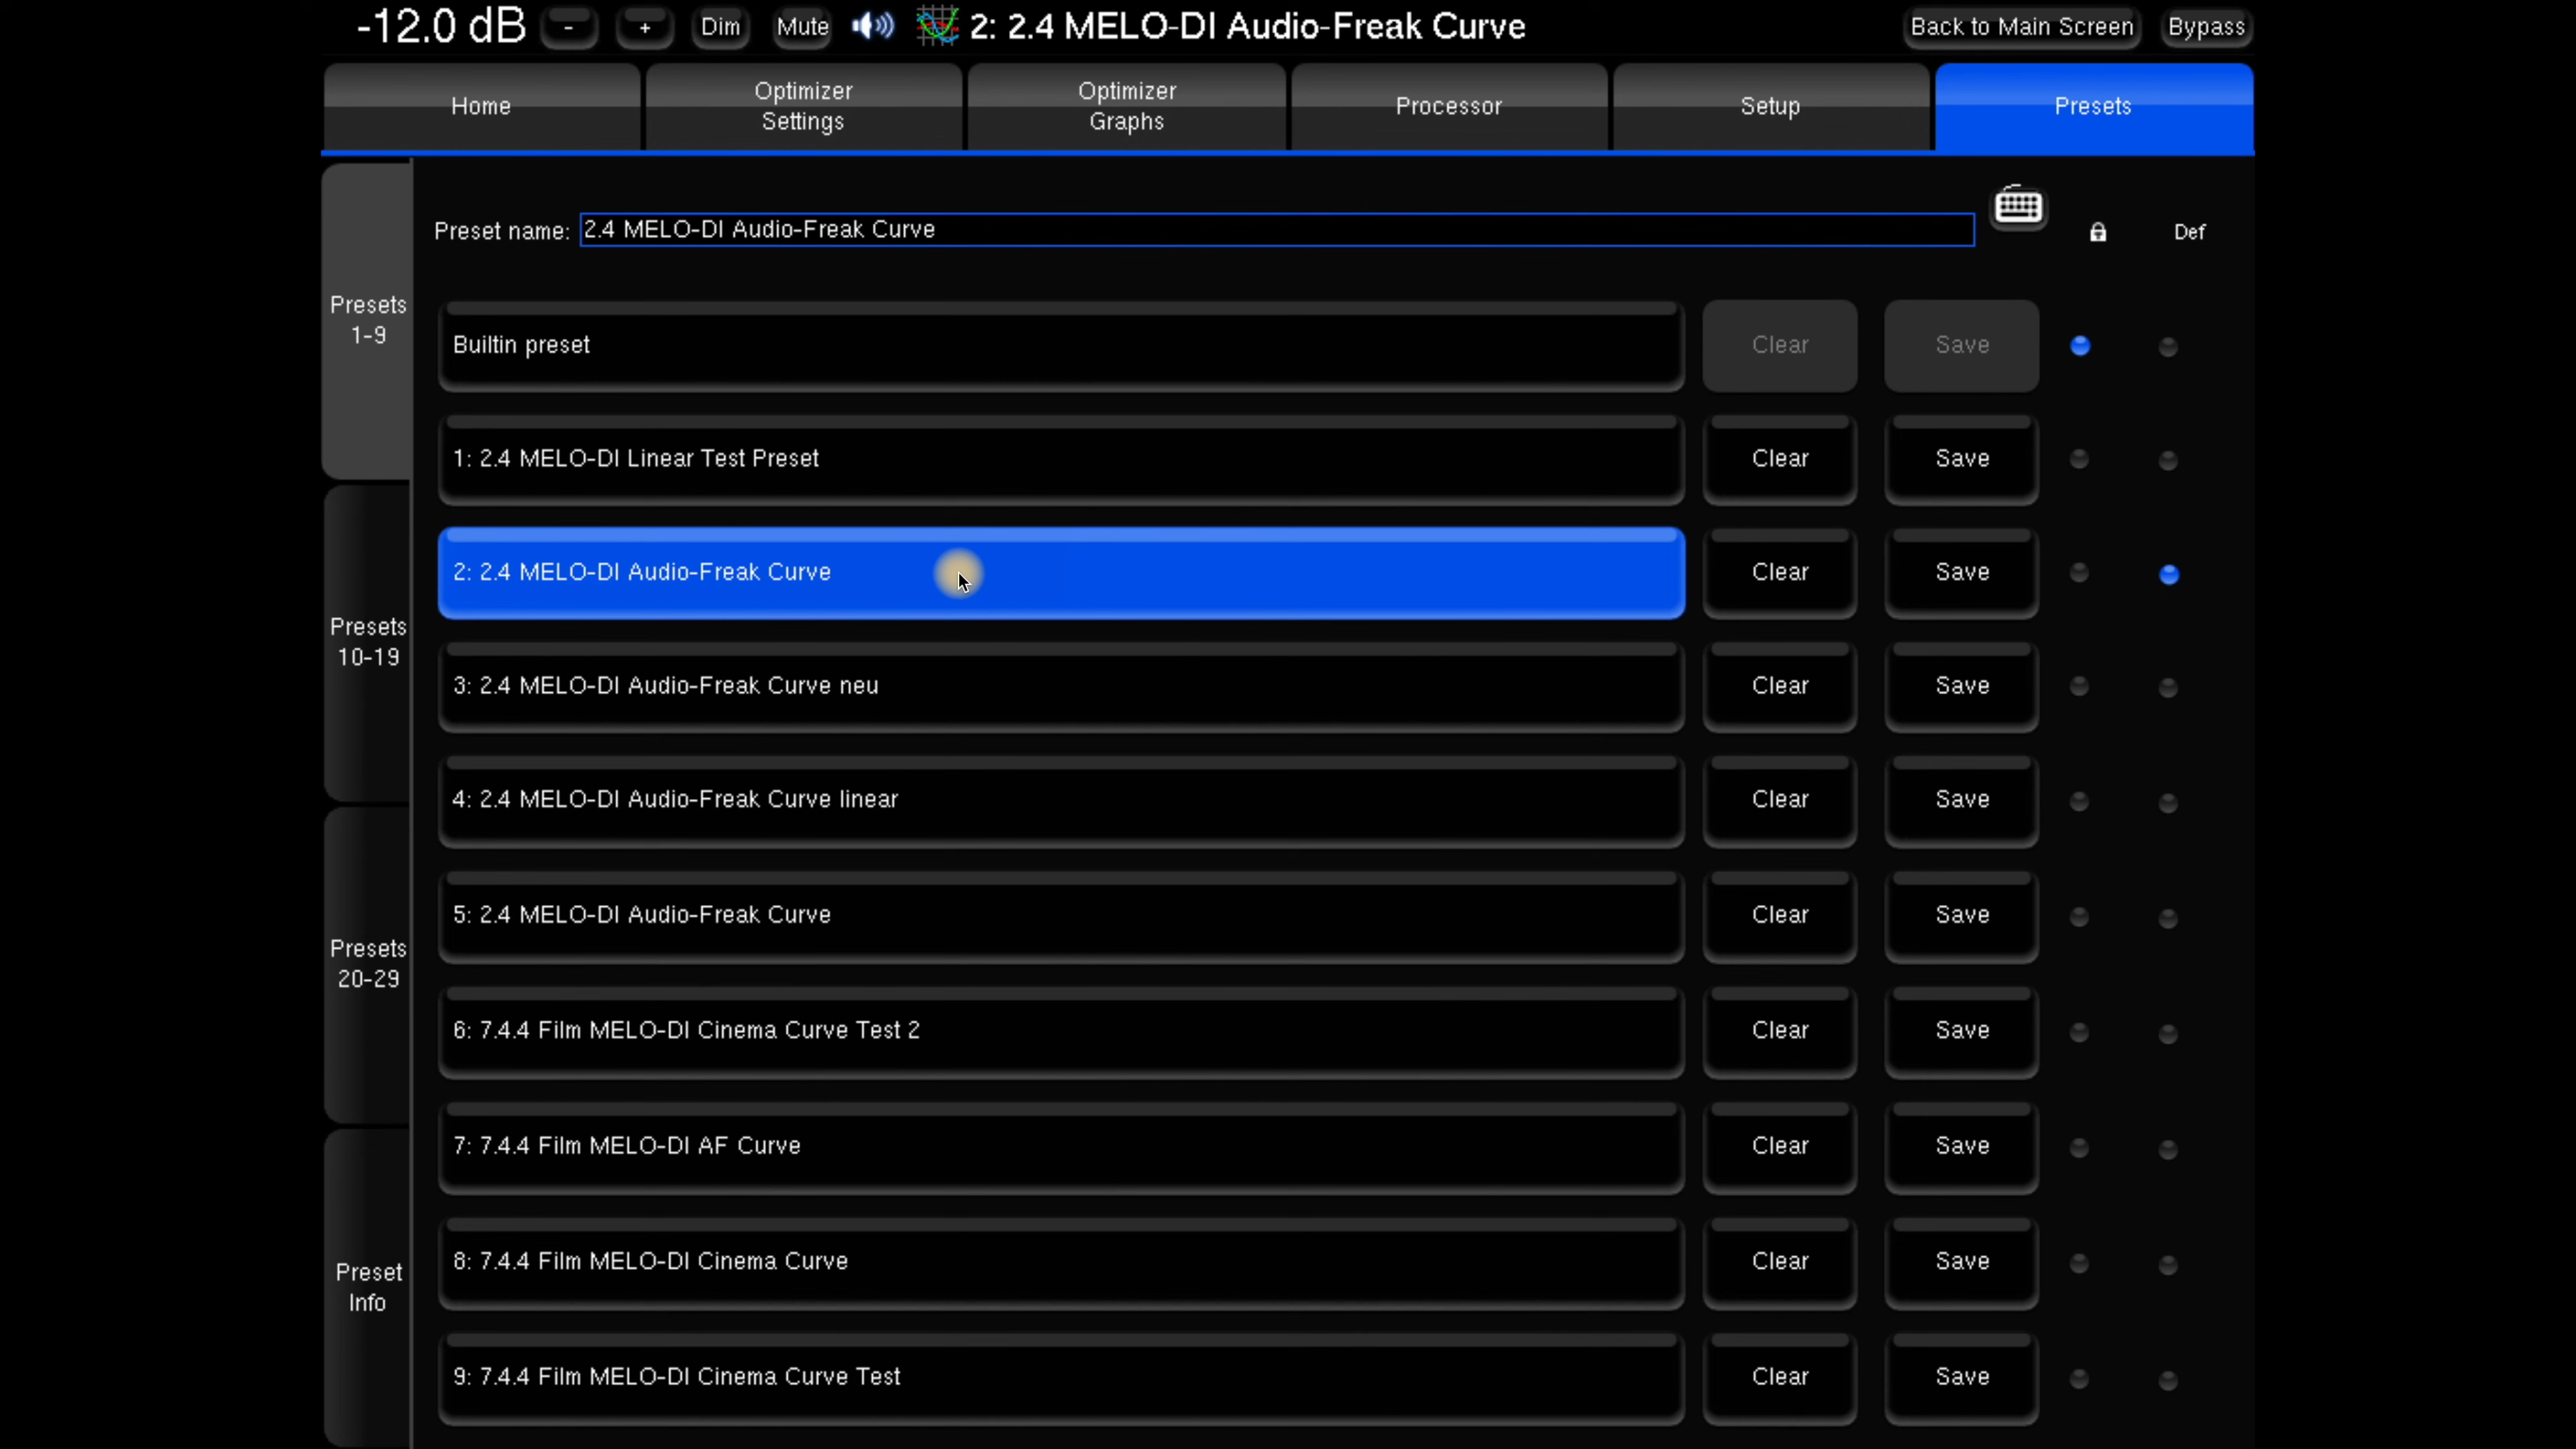 -12.0 dB - + Dim Mute 2: 2.4 MELO-DI Audio-Freak Curve Back to Main Screen Bypass
Home
Optimizer
Settings
Optimizer
Graphs
Processor
Setup
Presets
Preset name: 2.4 MELO-DI Audio-Freak Curve Def
Presets
1-9
Presets
10-19
Presets
20-29
Preset
Info
Builtin preset Clear Save
1: 2.4 MELO-DI Linear Test Preset Clear Save
2: 2.4 MELO-DI Audio-Freak Curve Clear Save
3: 2.4 MELO-DI Audio-Freak Curve neu Clear Save
4: 2.4 MELO-DI Audio-Freak Curve linear Clear Save
5: 2.4 MELO-DI Audio-Freak Curve Clear Save
6: 7.4.4 Film MELO-DI Cinema Curve Test 2 Clear Save
7: 7.4.4 Film MELO-DI AF Curve Clear Save
8: 7.4.4 Film MELO-DI Cinema Curve Clear Save
9: 7.4.4 Film MELO-DI Cinema Curve Test Clear Save